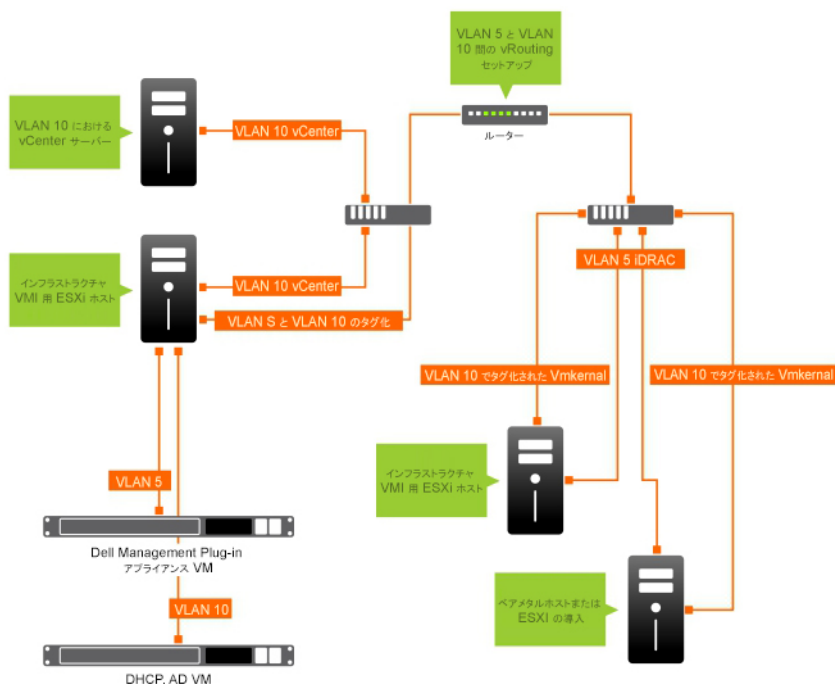 VLAN 5 と VLAN
10 間の vRouting
セットアップ
ルーター
VLAN 10 における
vCenter サーバー
VLAN 10 vCenter
インフラストラクチャ
VMI 用 ESXi ホスト
VLAN 10 vCenter
VLAN S と VLAN 10 のタグ化
VLAN 5 iDRAC
VLAN 10 でタグ化された Vmkernal
VLAN 10 でタグ化された Vmkernal
インフラストラクチャ
VMI 用 ESXi ホスト
VLAN 5
Dell Management Plug-in
アプライアンス VM
VLAN 10
DHCP, AD VM
ベアメタルホストまたは
ESXI の導入